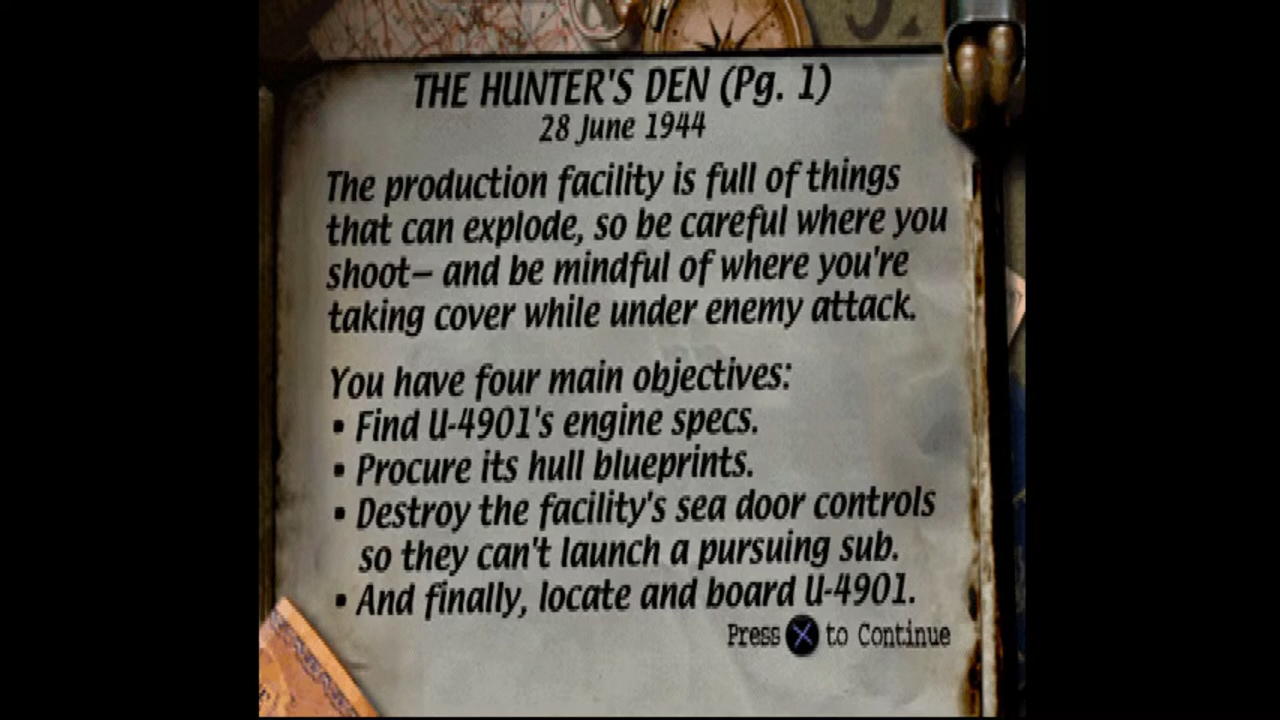 THE HUNTER'S DEN (Pg. 1)
28 June 1944
The production facility is full of things
that can explode, so be careful where you
shoot— and be mindful of where you're
taking cover while under enemy attack.
You have four main objectives:
• Find U-4901's engine specs.
• Procure its hull blueprints.
• Destroy the facility's sea door controls
so they can't launch a pursuing sub.
• And finally, locate and board U-4901.
Press X to Continue